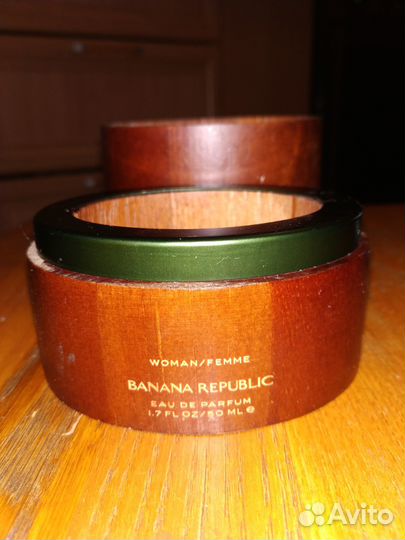 WOMAN/FEMME
BANANA REPUBLIC
EAU DE PARFUM
1.7 FL OZ/50 ML ℮
Avito